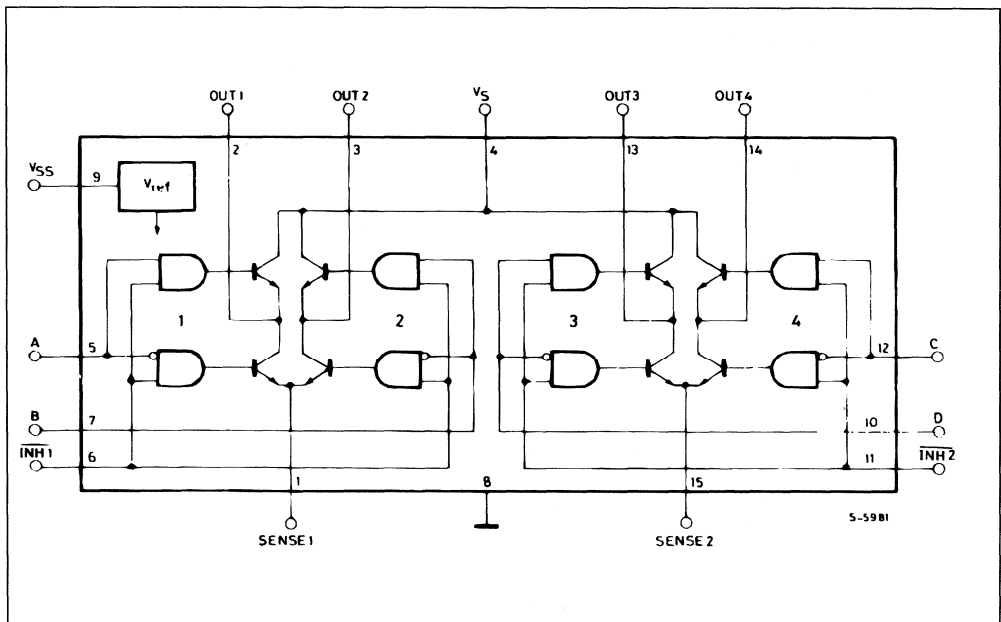 OUT1 OUT2 VS OUT3 OUT4
2 3 4 13 14
VSS 9 Vref
1 2 3 4
A 5 12 C
B 7 10 D
INH1 6 11 INH2
1 8 15
S-5981
SENSE1 SENSE2